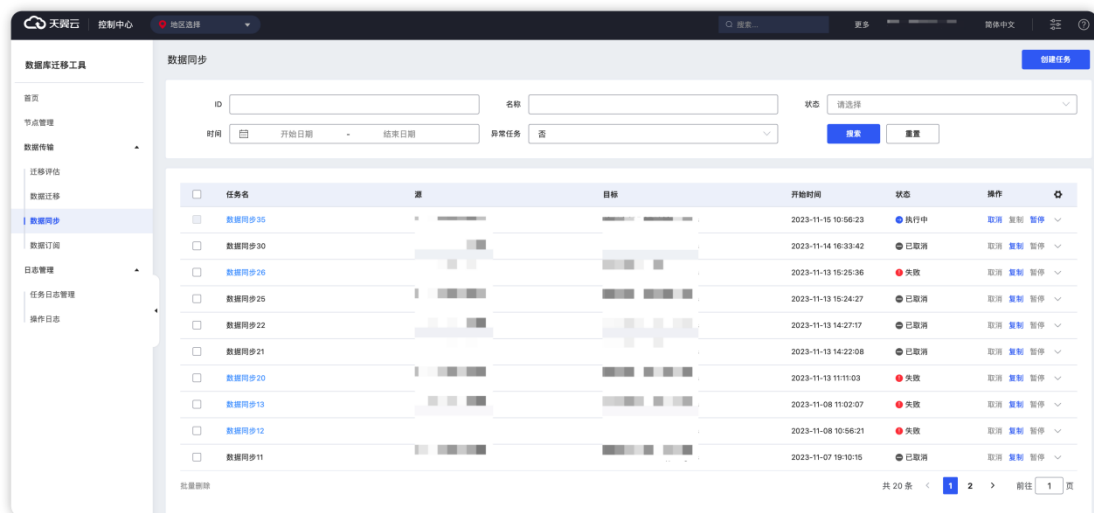 天翼云 控制中心 地区选择 搜索... 更多 简体中文
数据库迁移工具
首页
节点管理
数据传输
迁移评估
数据迁移
数据同步
数据订阅
日志管理
任务日志管理
操作日志
数据同步 创建任务
ID 名称 状态 请选择
时间 开始日期 - 结束日期 异常任务 否 搜索 重置
任务名 源 目标 开始时间 状态 操作
数据同步35 2023-11-15 10:56:23 执行中 取消 复制 暂停
数据同步30 2023-11-14 16:33:42 已取消 取消 复制 暂停
数据同步26 2023-11-13 15:25:36 失败 取消 复制 暂停
数据同步25 2023-11-13 15:24:27 已取消 取消 复制 暂停
数据同步22 2023-11-13 14:27:17 已取消 取消 复制 暂停
数据同步21 2023-11-13 14:22:08 已取消 取消 复制 暂停
数据同步20 2023-11-13 11:11:03 失败 取消 复制 暂停
数据同步13 2023-11-08 11:02:07 失败 取消 复制 暂停
数据同步12 2023-11-08 10:56:21 失败 取消 复制 暂停
数据同步11 2023-11-07 19:10:15 已取消 取消 复制 暂停
批量删除 共 20 条 1 2 前往 1 页